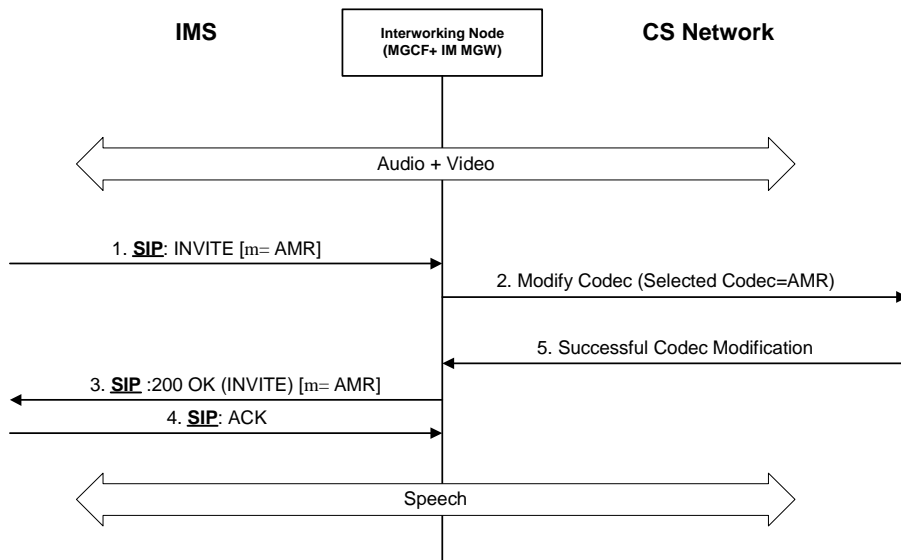 IMS
Interworking Node
(MGCF+ IM MGW)
CS Network
Audio + Video
1. SIP: INVITE [m= AMR]
2. Modify Codec (Selected Codec=AMR)
5. Successful Codec Modification
3. SIP :200 OK (INVITE) [m= AMR]
4. SIP: ACK
Speech